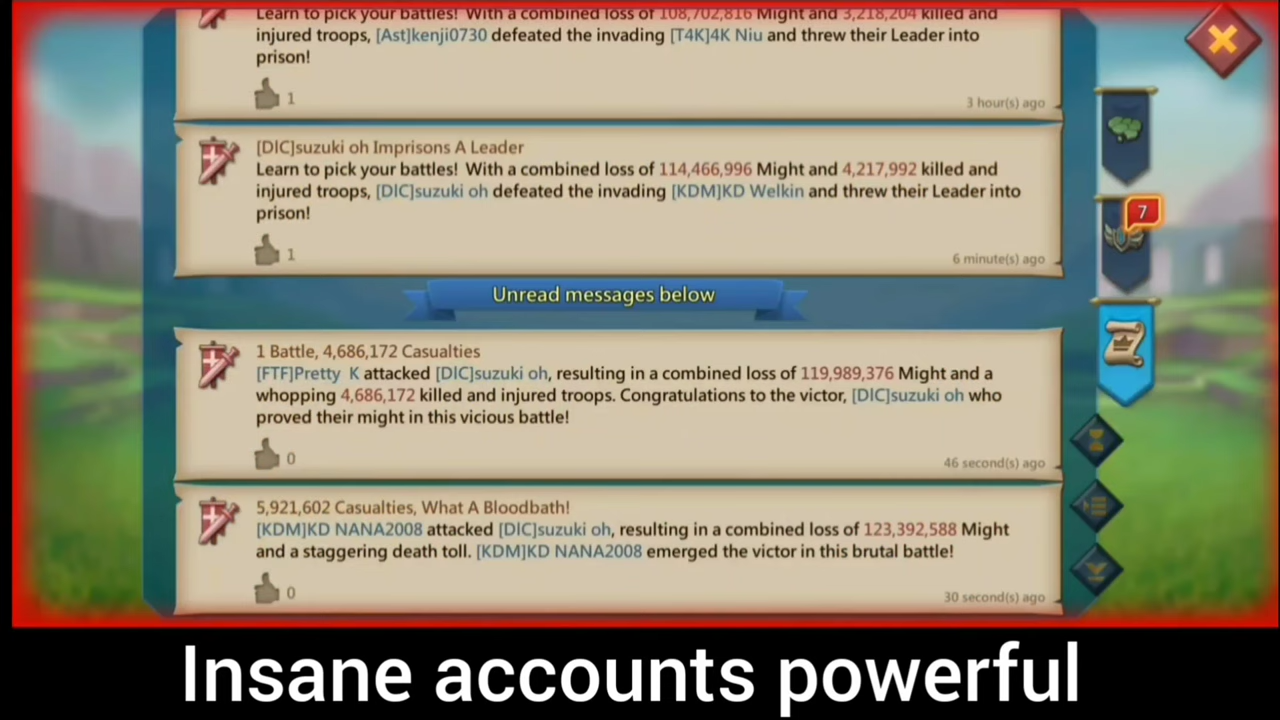 Learn to pick your battles! With a combined loss of 108,702,816 Might and 3,218,204 killed and
injured troops, [Ast]kenji0730 defeated the invading [T4K]4K Niu and threw their Leader into
prison!
1
3 hour(s) ago
[DIC]suzuki oh Imprisons A Leader
Learn to pick your battles! With a combined loss of 114,466,996 Might and 4,217,992 killed and
injured troops, [DIC]suzuki oh defeated the invading [KDM]KD Welkin and threw their Leader into
prison!
1
6 minute(s) ago
7
Unread messages below
1 Battle, 4,686,172 Casualties
[FTF]Pretty K attacked [DIC]suzuki oh, resulting in a combined loss of 119,989,376 Might and a
whopping 4,686,172 killed and injured troops. Congratulations to the victor, [DIC]suzuki oh who
proved their might in this vicious battle!
0
46 second(s) ago
5,921,602 Casualties, What A Bloodbath!
[KDM]KD NANA2008 attacked [DIC]suzuki oh, resulting in a combined loss of 123,392,588 Might
and a staggering death toll. [KDM]KD NANA2008 emerged the victor in this brutal battle!
0
30 second(s) ago
Insane accounts powerful